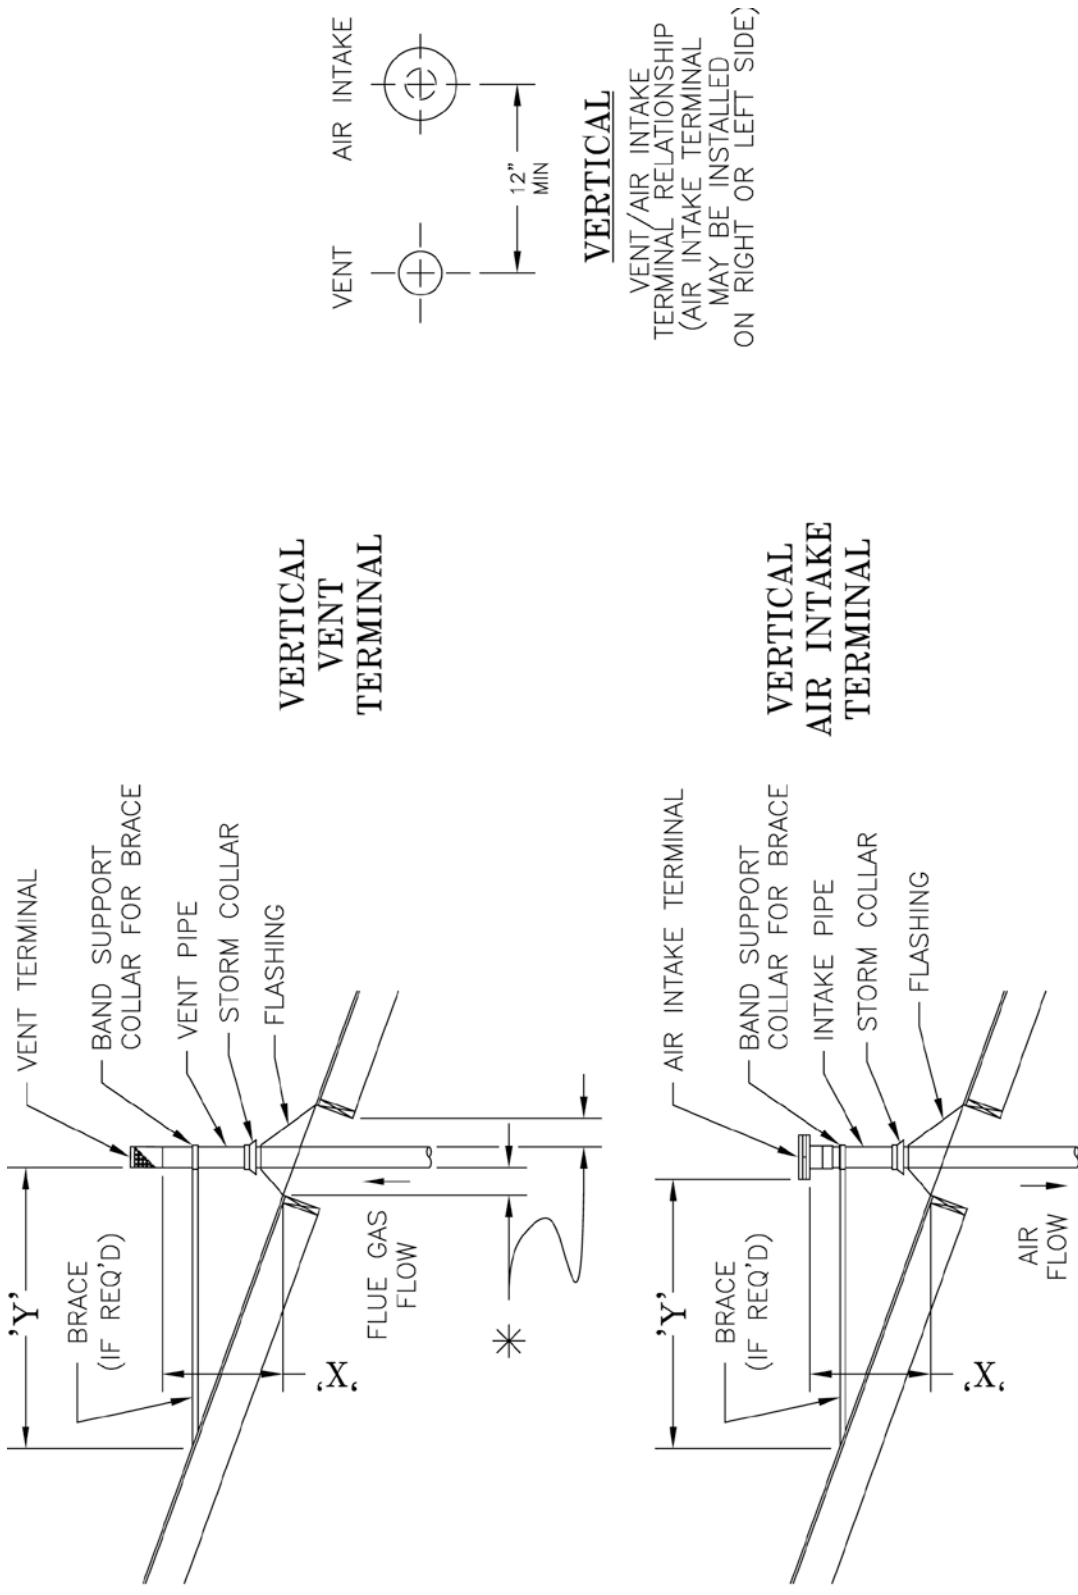 VENT TERMINAL
BAND SUPPORT
COLLAR FOR BRACE
VENT PIPE
STORM COLLAR
FLASHING
'Y'
BRACE
(IF REQ'D)
'X'
FLUE GAS
FLOW
*
VERTICAL
VENT
TERMINAL
AIR INTAKE TERMINAL
BAND SUPPORT
COLLAR FOR BRACE
INTAKE PIPE
STORM COLLAR
FLASHING
'Y'
BRACE
(IF REQ'D)
'X'
AIR
FLOW
VERTICAL
AIR INTAKE
TERMINAL
VENT
AIR INTAKE
12"
MIN
VERTICAL
VENT/AIR INTAKE
TERMINAL RELATIONSHIP
(AIR INTAKE TERMINAL
MAY BE INSTALLED
ON RIGHT OR LEFT SIDE)